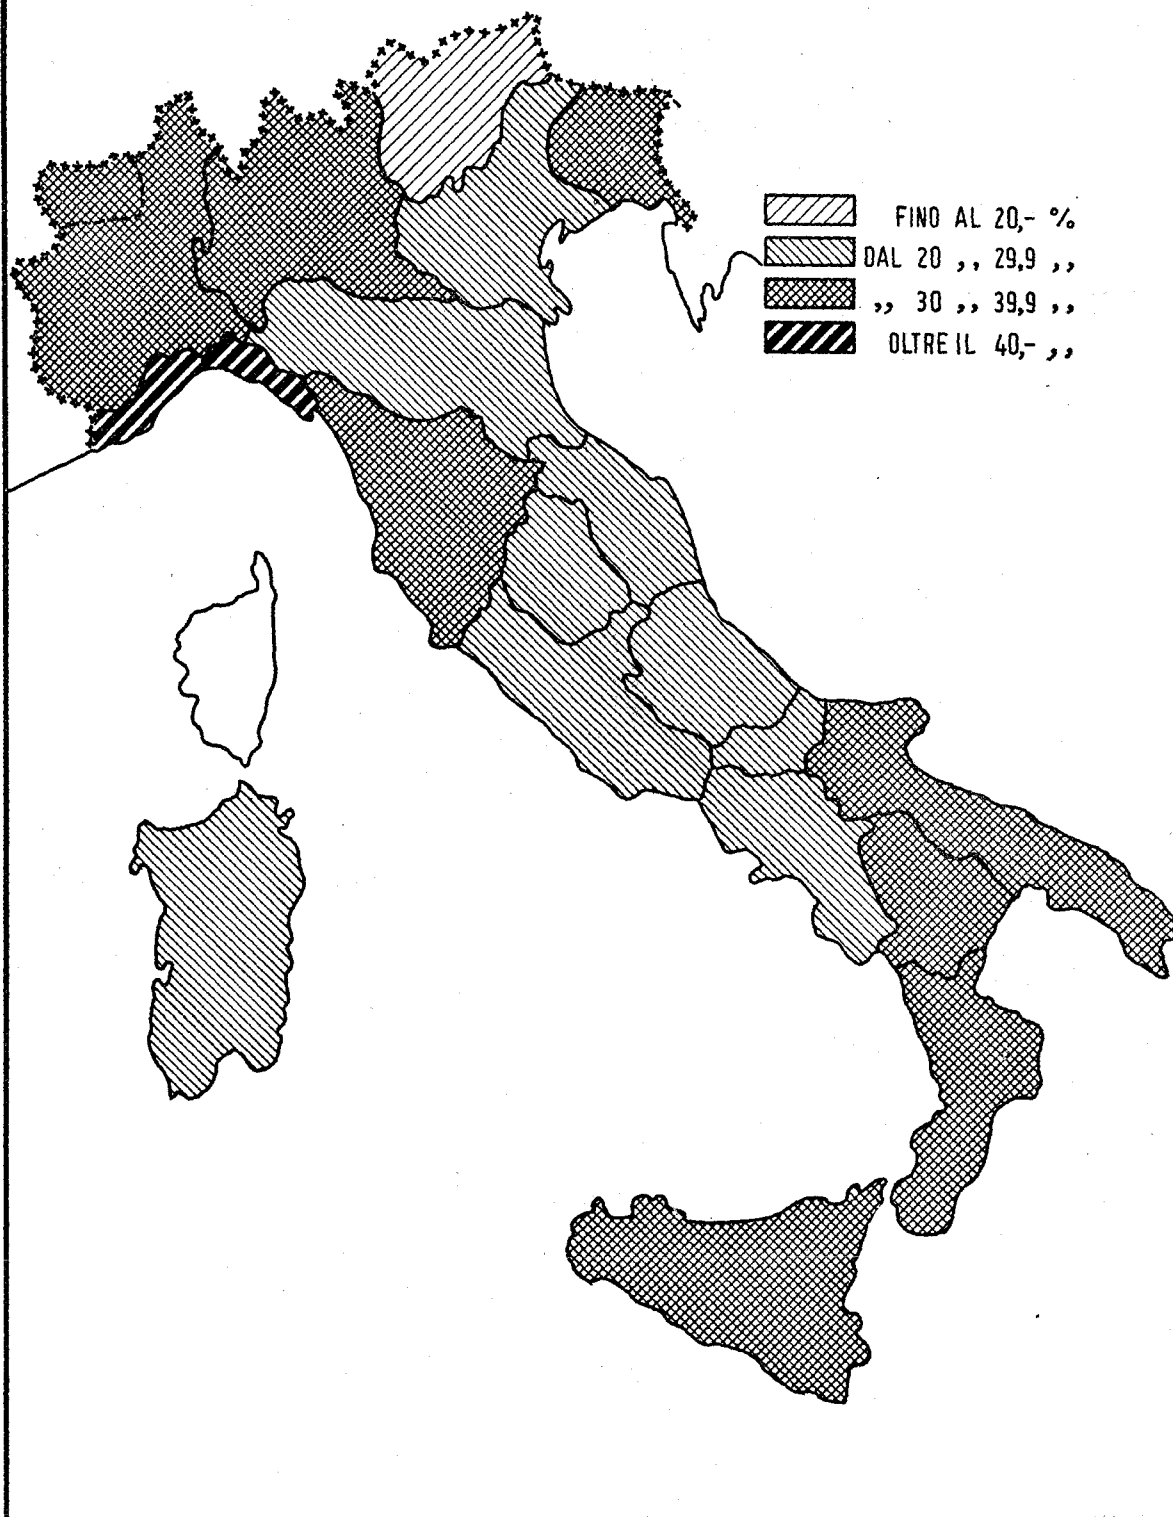 FINO AL 20,- %
DAL 20 ,, 29,9 ,,
,, 30 ,, 39,9 ,,
OLTRE IL 40,- ,,